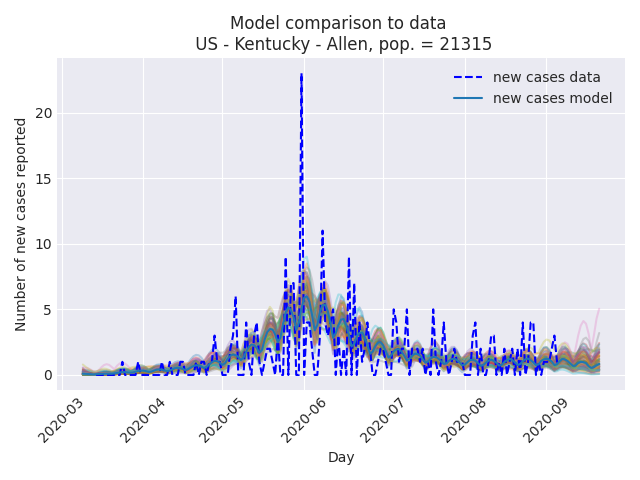 Model comparison to data
US - Kentucky - Allen, pop. = 21315
new cases data
new cases model
Number of new cases reported
20
15
10
5
0
2020-03
2020-04
2020-05
2020-06
2020-07
2020-08
2020-09
Day